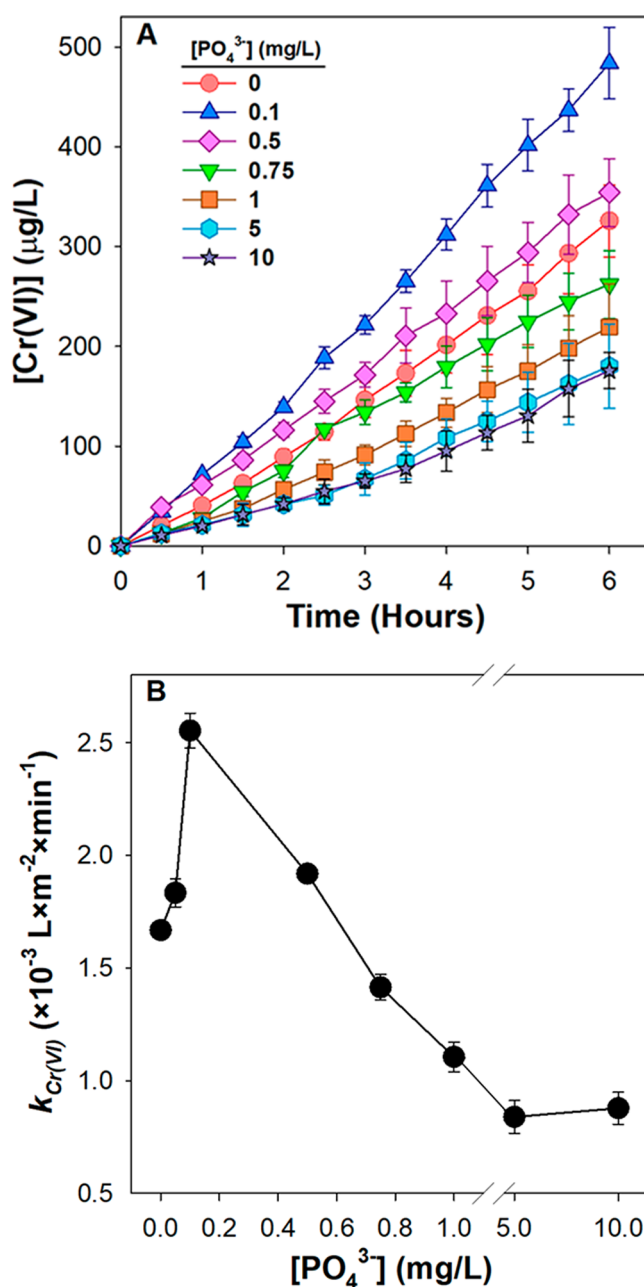 A
[PO₄³⁻] (mg/L)
0
0.1
0.5
0.75
1
5
10
500
400
300
200
100
0
[Cr(VI)] (μg/L)
0 1 2 3 4 5 6
Time (Hours)
B
2.5
2.0
1.5
1.0
0.5
k_Cr(VI) (×10⁻³ L×m⁻²×min⁻¹)
0.0 0.2 0.4 0.6 0.8 1.0 5.0 10.0
[PO₄³⁻] (mg/L)